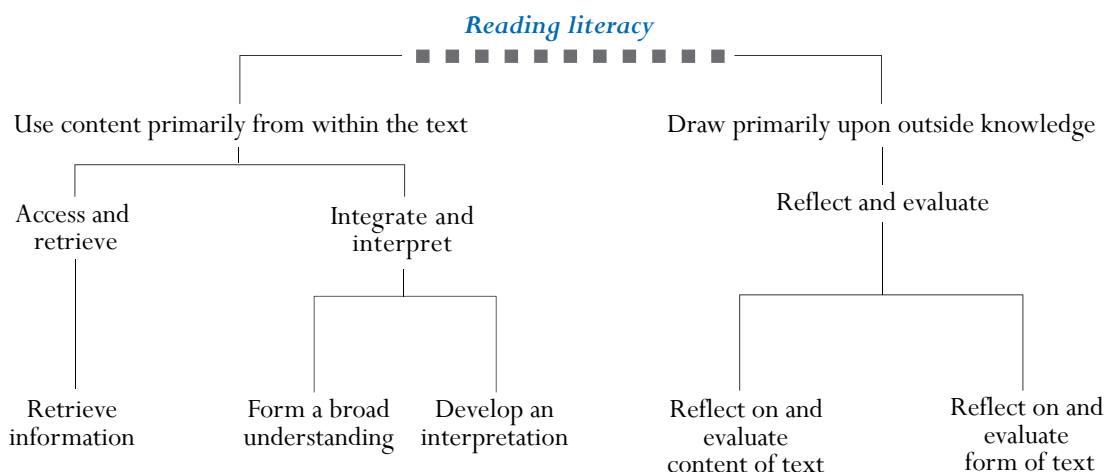 Reading literacy
Use content primarily from within the text
Draw primarily upon outside knowledge
Access and
retrieve
Integrate and
interpret
Reflect and evaluate
Retrieve
information
Form a broad
understanding
Develop an
interpretation
Reflect on and
evaluate
content of text
Reflect on and
evaluate
form of text